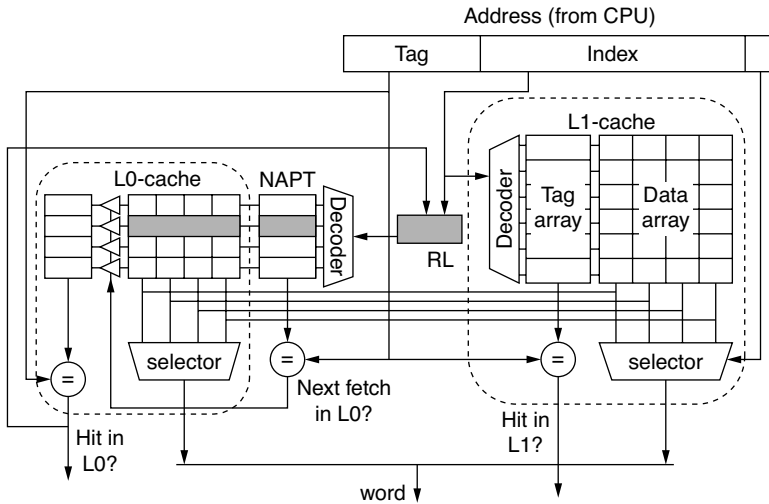 Address (from CPU)
Tag
Index
L1-cache
L0-cache
NAPT
Decoder
RL
Decoder
Tag
array
Data
array
selector
=
=
Next fetch
in L0?
=
selector
Hit in
L0?
Hit in
L1?
word